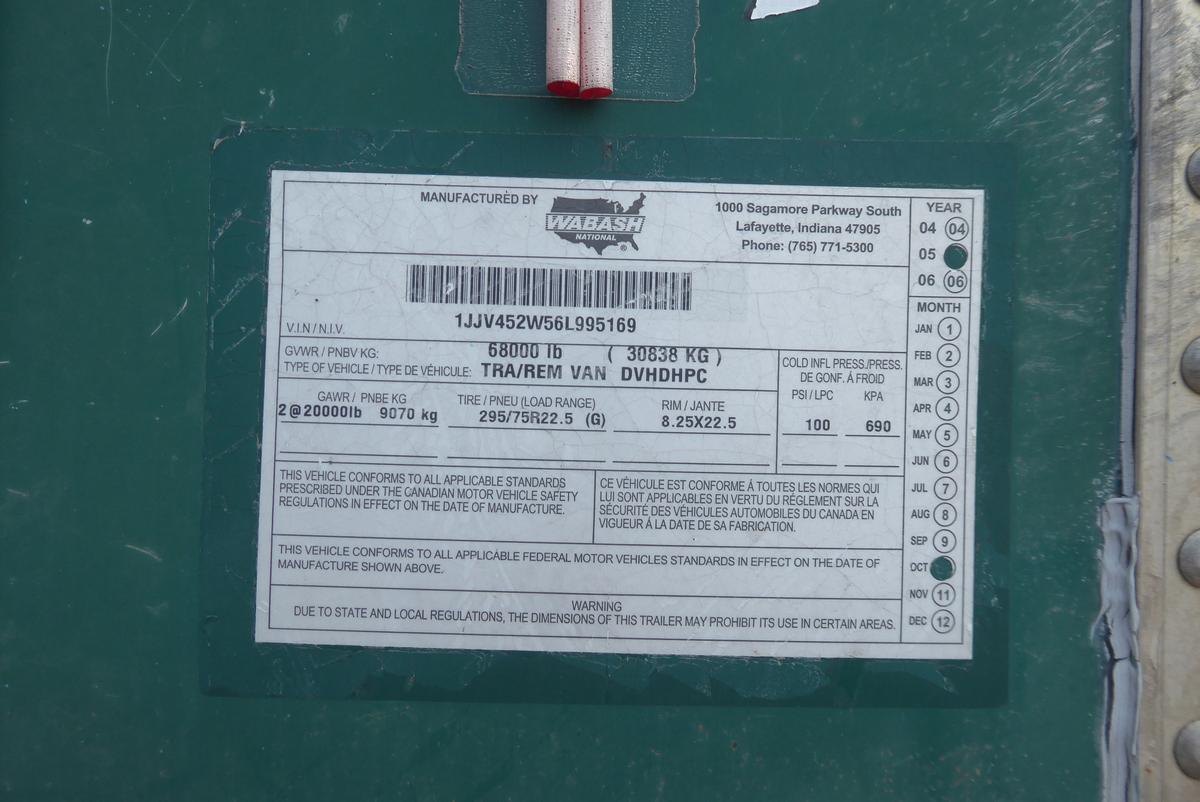 MANUFACTURED BY
WABASH
NATIONAL®
1000 Sagamore Parkway South
Lafayette, Indiana 47905
Phone: (765) 771-5300
1JJV452W56L995169
V.I.N / N.I.V.
GVWR / PNBV KG: 68000 lb ( 30838 KG )
TYPE OF VEHICLE / TYPE DE VÉHICULE: TRA/REM VAN DVHDHPC
GAWR / PNBE KG
2@20000lb 9070 kg
TIRE / PNEU (LOAD RANGE)
295/75R22.5 (G)
RIM / JANTE
8.25X22.5
COLD INFL PRESS./PRESS.
DE GONF. À FROID
PSI / LPC KPA
100 690
THIS VEHICLE CONFORMS TO ALL APPLICABLE STANDARDS
PRESCRIBED UNDER THE CANADIAN MOTOR VEHICLE SAFETY
REGULATIONS IN EFFECT ON THE DATE OF MANUFACTURE.
CE VÉHICULE EST CONFORME À TOUTES LES NORMES QUI
LUI SONT APPLICABLES EN VERTU DU RÉGLEMENT SUR LA
SÉCURITÉ DES VÉHICULES AUTOMOBILES DU CANADA EN
VIGUEUR À LA DATE DE SA FABRICATION.
THIS VEHICLE CONFORMS TO ALL APPLICABLE FEDERAL MOTOR VEHICLES STANDARDS IN EFFECT ON THE DATE OF
MANUFACTURE SHOWN ABOVE.
WARNING
DUE TO STATE AND LOCAL REGULATIONS, THE DIMENSIONS OF THIS TRAILER MAY PROHIBIT ITS USE IN CERTAIN AREAS.
YEAR
04 04
05
06 06
MONTH
JAN 1
FEB 2
MAR 3
APR 4
MAY 5
JUN 6
JUL 7
AUG 8
SEP 9
OCT
NOV 11
DEC 12